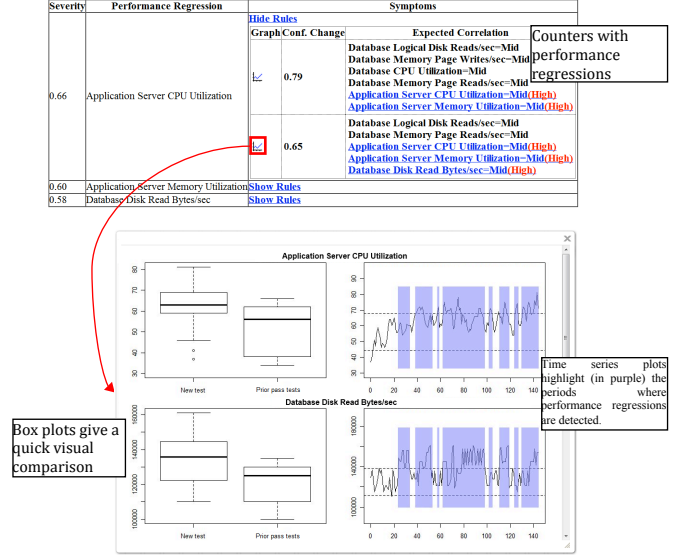 Severity Performance Regression Symptoms
Hide Rules
Graph Conf. Change Expected Correlation
0.66 Application Server CPU Utilization
0.79
Database Logical Disk Reads/sec=Mid
Database Memory Page Writes/sec=Mid
Database CPU Utilization=Mid
Database Memory Page Reads/sec=Mid
Application Server CPU Utilization=Mid(High)
Application Server Memory Utilization=Mid(High)
0.65
Database Logical Disk Reads/sec=Mid
Database Memory Page Reads/sec=Mid
Application Server CPU Utilization=Mid(High)
Application Server Memory Utilization=Mid(High)
Database Disk Read Bytes/sec=Mid(High)
0.60 Application Server Memory Utilization Show Rules
0.58 Database Disk Read Bytes/sec Show Rules
Counters with
performance
regressions
Application Server CPU Utilization
80
70
60
50
40
30
New test Prior pass tests
90
80
70
60
50
40
30
0 20 40 60 80 100 120 140
Time series plots
highlight (in purple) the
periods where
performance regressions
are detected.
Database Disk Read Bytes/sec
160000
140000
120000
100000
New test Prior pass tests
180000
140000
100000
0 20 40 60 80 100 120 140
Box plots give a
quick visual
comparison